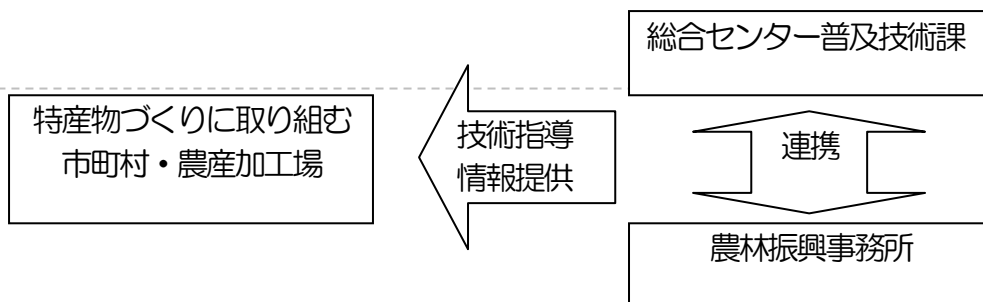 総合センター普及技術課
特産物づくりに取り組む
市町村・農産加工場
技術指導
情報提供
連携
農林振興事務所